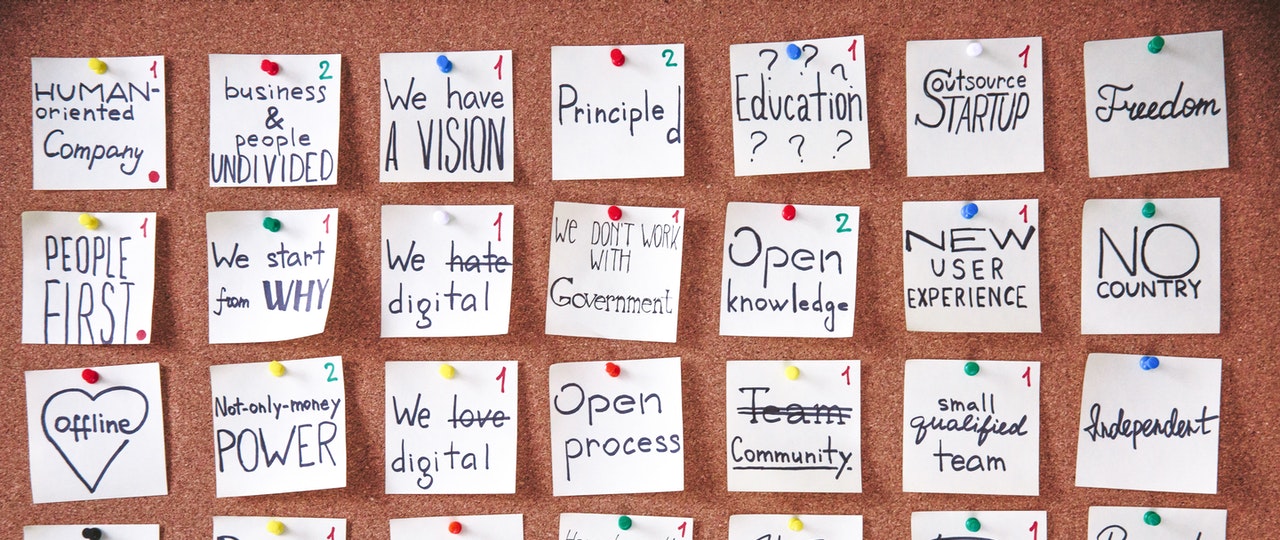 1
HUMAN-
oriented
Company
2
business
&
people
UNDIVIDED
1
We have
A VISION
2
Principled
1
? ? ?
Education
? ? ?
1
Outsource
STARTUP
Freedom
1
PEOPLE
FIRST
1
We start
from WHY
1
We hate
digital
1
We DON'T WORK
WITH
Government
2
Open
knowledge
1
NEW
USER
EXPERIENCE
NO
COUNTRY
offline
2
Not-only-money
POWER
1
We love
digital
Open
process
1
Team
Community
1
small
qualified
team
Independent
1
1